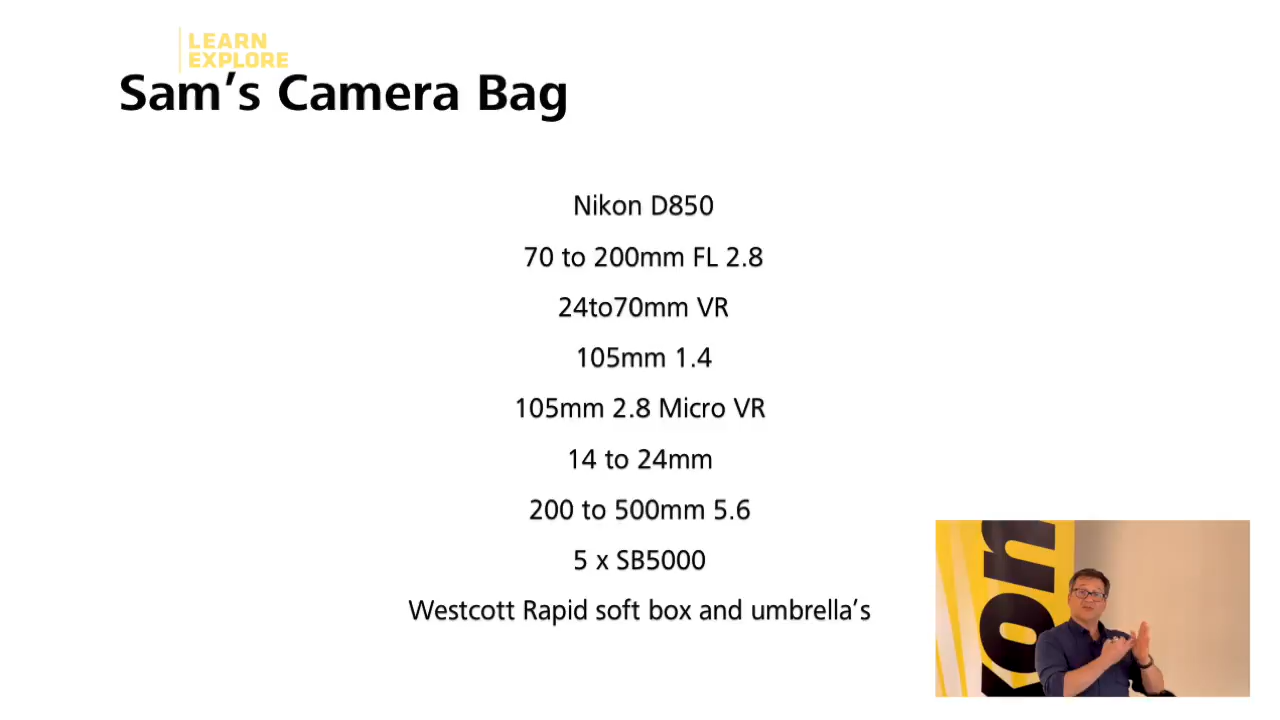 LEARN
EXPLORE
Sam’s Camera Bag
Nikon D850
70 to 200mm FL 2.8
24to70mm VR
105mm 1.4
105mm 2.8 Micro VR
14 to 24mm
200 to 500mm 5.6
5 x SB5000
Westcott Rapid soft box and umbrella’s
kon